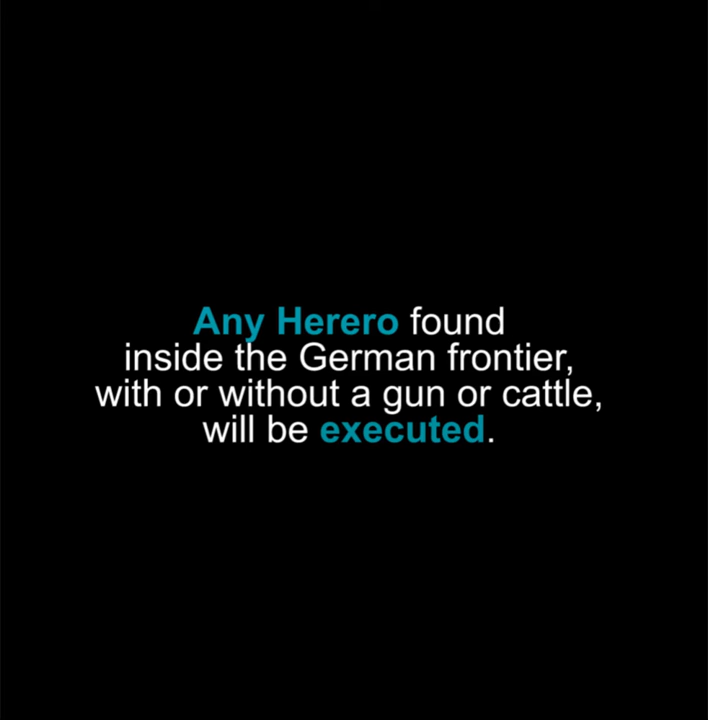 Any Herero found
inside the German frontier,
with or without a gun or cattle,
will be executed.